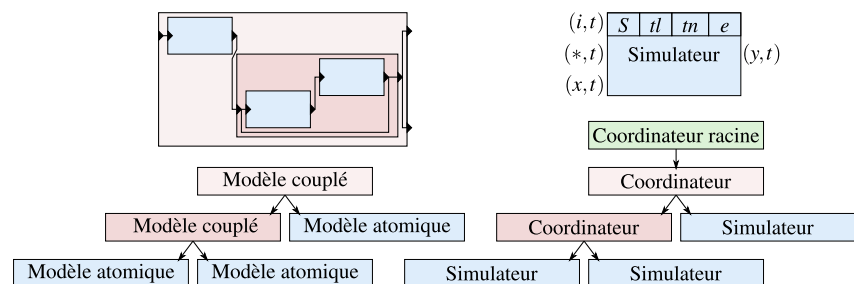 (i,t) S tl tn e
(∗,t) Simulateur (y,t)
(x,t)
Coordinateur racine
Modèle couplé
Coordinateur
Modèle couplé Modèle atomique
Coordinateur Simulateur
Modèle atomique Modèle atomique
Simulateur Simulateur